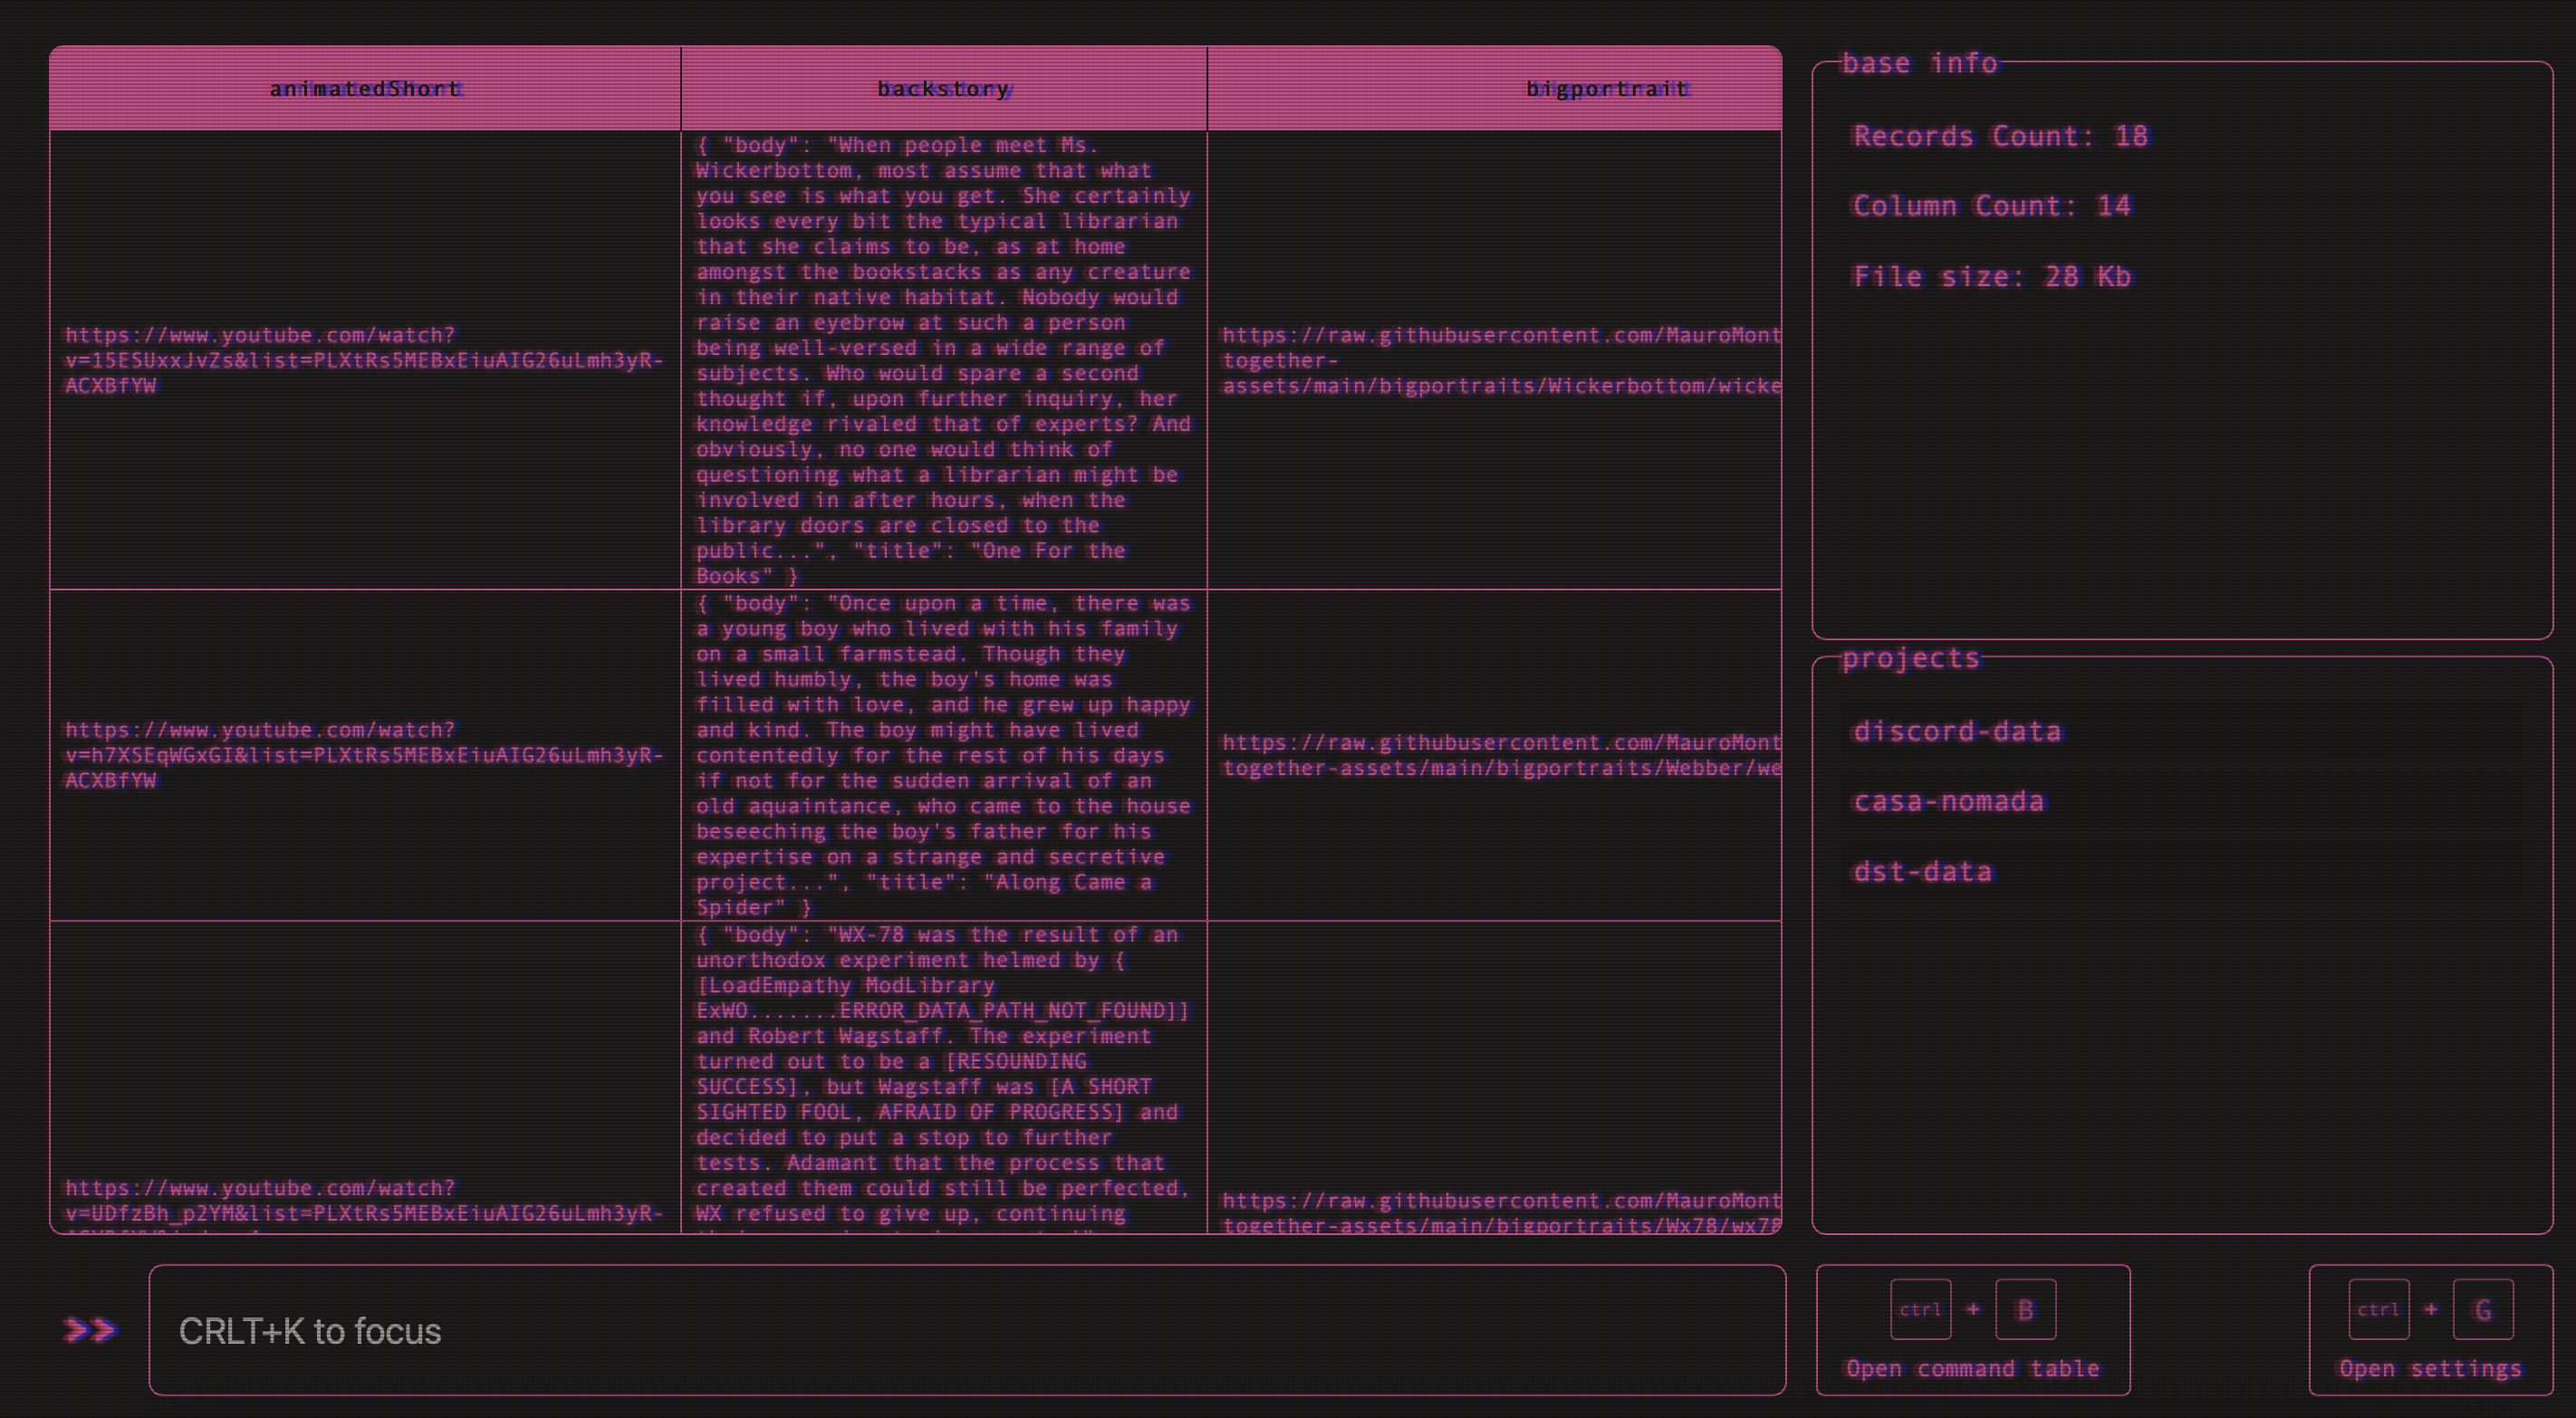 animatedShort
backstory
bigportrait
https://www.youtube.com/watch?
v=15ESUxxJvZs&list=PLXtRs5MEBxEiuAIG26uLmh3yR-
ACXBfYW
{ "body": "When people meet Ms.
Wickerbottom, most assume that what
you see is what you get. She certainly
looks every bit the typical librarian
that she claims to be, as at home
amongst the bookstacks as any creature
in their native habitat. Nobody would
raise an eyebrow at such a person
being well-versed in a wide range of
subjects. Who would spare a second
thought if, upon further inquiry, her
knowledge rivaled that of experts? And
obviously, no one would think of
questioning what a librarian might be
involved in after hours, when the
library doors are closed to the
public...", "title": "One For the
Books" }
https://raw.githubusercontent.com/MauroMont
together-
assets/main/bigportraits/Wickerbottom/wicke
https://www.youtube.com/watch?
v=h7XSEqWGxGI&list=PLXtRs5MEBxEiuAIG26uLmh3yR-
ACXBfYW
{ "body": "Once upon a time, there was
a young boy who lived with his family
on a small farmstead. Though they
lived humbly, the boy's home was
filled with love, and he grew up happy
and kind. The boy might have lived
contentedly for the rest of his days
if not for the sudden arrival of an
old aquaintance, who came to the house
beseeching the boy's father for his
expertise on a strange and secretive
project...", "title": "Along Came a
Spider" }
https://raw.githubusercontent.com/MauroMont
together-assets/main/bigportraits/Webber/we
https://www.youtube.com/watch?
v=UDfzBh_p2YM&list=PLXtRs5MEBxEiuAIG26uLmh3yR-
{ "body": "WX-78 was the result of an
unorthodox experiment helmed by {
[LoadEmpathy ModLibrary
ExWO.......ERROR_DATA_PATH_NOT_FOUND]]
and Robert Wagstaff. The experiment
turned out to be a [RESOUNDING
SUCCESS], but Wagstaff was [A SHORT
SIGHTED FOOL, AFRAID OF PROGRESS] and
decided to put a stop to further
tests. Adamant that the process that
created them could still be perfected,
WX refused to give up, continuing
https://raw.githubusercontent.com/MauroMont
together-assets/main/bigportraits/Wx78/wx78
base info
Records Count: 18
Column Count: 14
File size: 28 Kb
projects
discord-data
casa-nomada
dst-data
>>
CRLT+K to focus
ctrl + B
Open command table
ctrl + G
Open settings